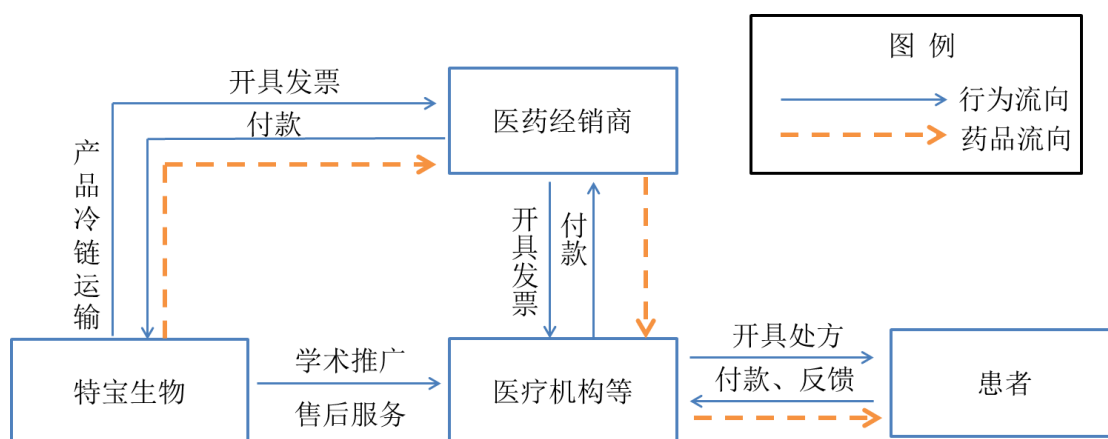 图 例
行为流向
药品流向
开具发票
付款
医药经销商
产品冷链运输
开具发票
付款
特宝生物
学术推广
售后服务
医疗机构等
开具处方
付款、反馈
患者